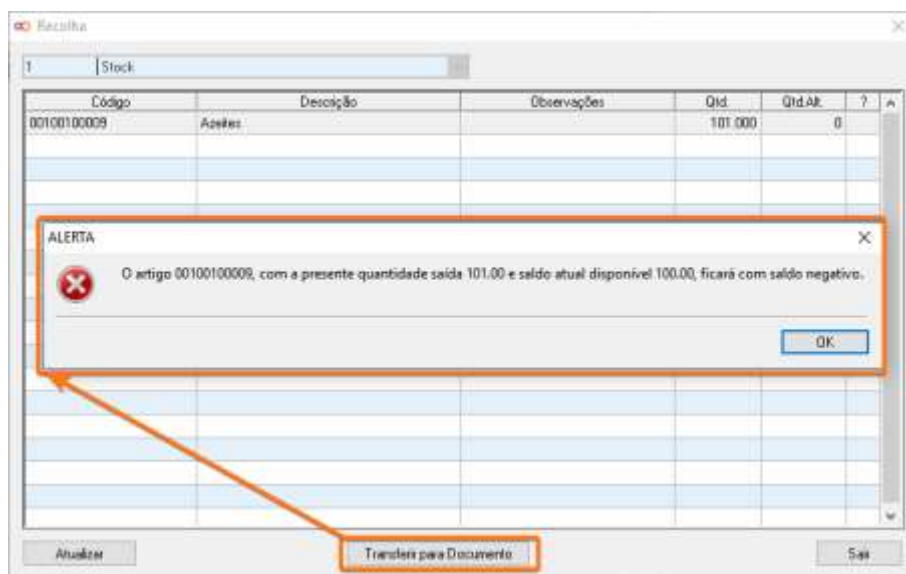 Recolha
1 Stock
Código Descrição Observações Qtd. Qtd.Alt. ?
00100100009 Azeites 101.000 0
ALERTA
O artigo 00100100009, com a presente quantidade saída 101.00 e saldo atual disponível 100.00, ficará com saldo negativo.
OK
Atualizar Transferir para Documento Sair